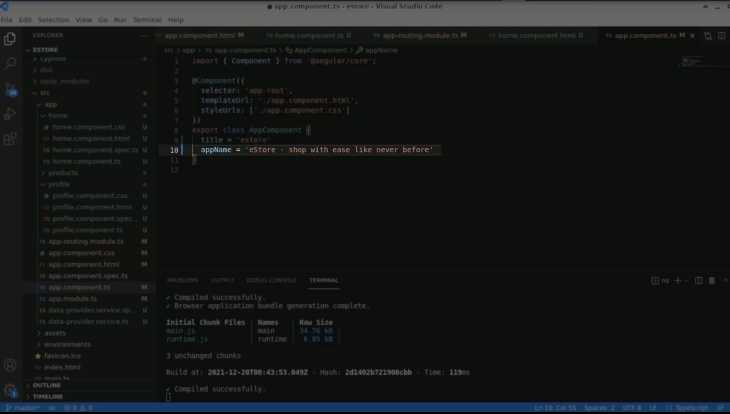 app.component.ts - estore - Visual Studio Code
File Edit Selection View Go Run Terminal Help
EXPLORER
app.component.html M
home.component.ts U
app-routing.module.ts M
home.component.html U
app.component.ts M
src > app > app.component.ts > AppComponent > appName
ESTORE
cypress
dist
node_modules
src
app
home
home.component.css U
home.component.html U
home.component.spec.ts U
home.component.ts U
products
profile
profile.component.css U
profile.component.html U
profile.component.spec... U
profile.component.ts U
app-routing.module.ts M
app.component.css M
app.component.html M
app.component.spec.ts
app.component.ts M
app.module.ts M
data-provider.service.sp... U
data-provider.service.ts U
assets
environments
favicon.ico
index.html
main.ts
OUTLINE
TIMELINE
1 import { Component } from '@angular/core';
2
3 @Component({
4 selector: 'app-root',
5 templateUrl: './app.component.html',
6 styleUrls: ['./app.component.css']
7 })
8 export class AppComponent {
9 title = 'estore'
10 appName = 'eStore - shop with ease like never before'
11 }
12
PROBLEMS OUTPUT DEBUG CONSOLE TERMINAL
ng
✓ Compiled successfully.
✓ Browser application bundle generation complete.
Initial Chunk Files | Names | Raw Size
main.js | main | 34.76 kB |
runtime.js | runtime | 6.85 kB |
3 unchanged chunks
Build at: 2021-12-20T08:43:53.049Z - Hash: 2d1402b721906cbb - Time: 119ms
✓ Compiled successfully.
master* 0 0 Spaces: 2 UTF-8 LF TypeScript